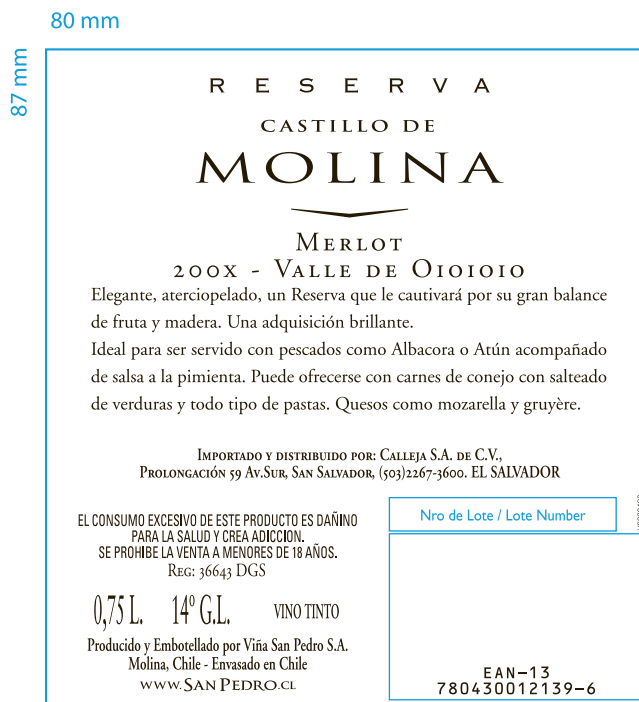 80 mm
87 mm
RESERVA
CASTILLO DE
MOLINA
MERLOT
200X - VALLE DE OIOIOIO
Elegante, aterciopelado, un Reserva que le cautivará por su gran balance
de fruta y madera. Una adquisición brillante.
Ideal para ser servido con pescados como Albacora o Atún acompañado
de salsa a la pimienta. Puede ofrecerse con carnes de conejo con salteado
de verduras y todo tipo de pastas. Quesos como mozarella y gruyère.
IMPORTADO Y DISTRIBUIDO POR: CALLEJA S.A. DE C.V.,
PROLONGACIÓN 59 AV.SUR, SAN SALVADOR, (503)2267-3600. EL SALVADOR
EL CONSUMO EXCESIVO DE ESTE PRODUCTO ES DAÑINO
PARA LA SALUD Y CREA ADICCION.
SE PROHIBE LA VENTA A MENORES DE 18 AÑOS.
REG: 36643 DGS
0,75 L. 14º G.L. VINO TINTO
Producido y Embotellado por Viña San Pedro S.A.
Molina, Chile - Envasado en Chile
WWW.SANPEDRO.CL
Nro de Lote / Lote Number
EAN-13
780430012139-6